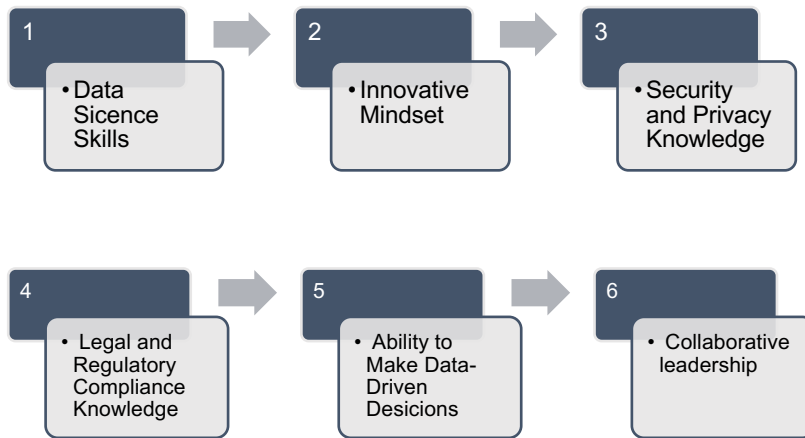 1
• Data
Sicence
Skills
2
• Innovative
Mindset
3
• Security
and Privacy
Knowledge
4
• Legal and
Regulatory
Compliance
Knowledge
5
• Ability to
Make Data-
Driven
Desicions
6
• Collaborative
leadership